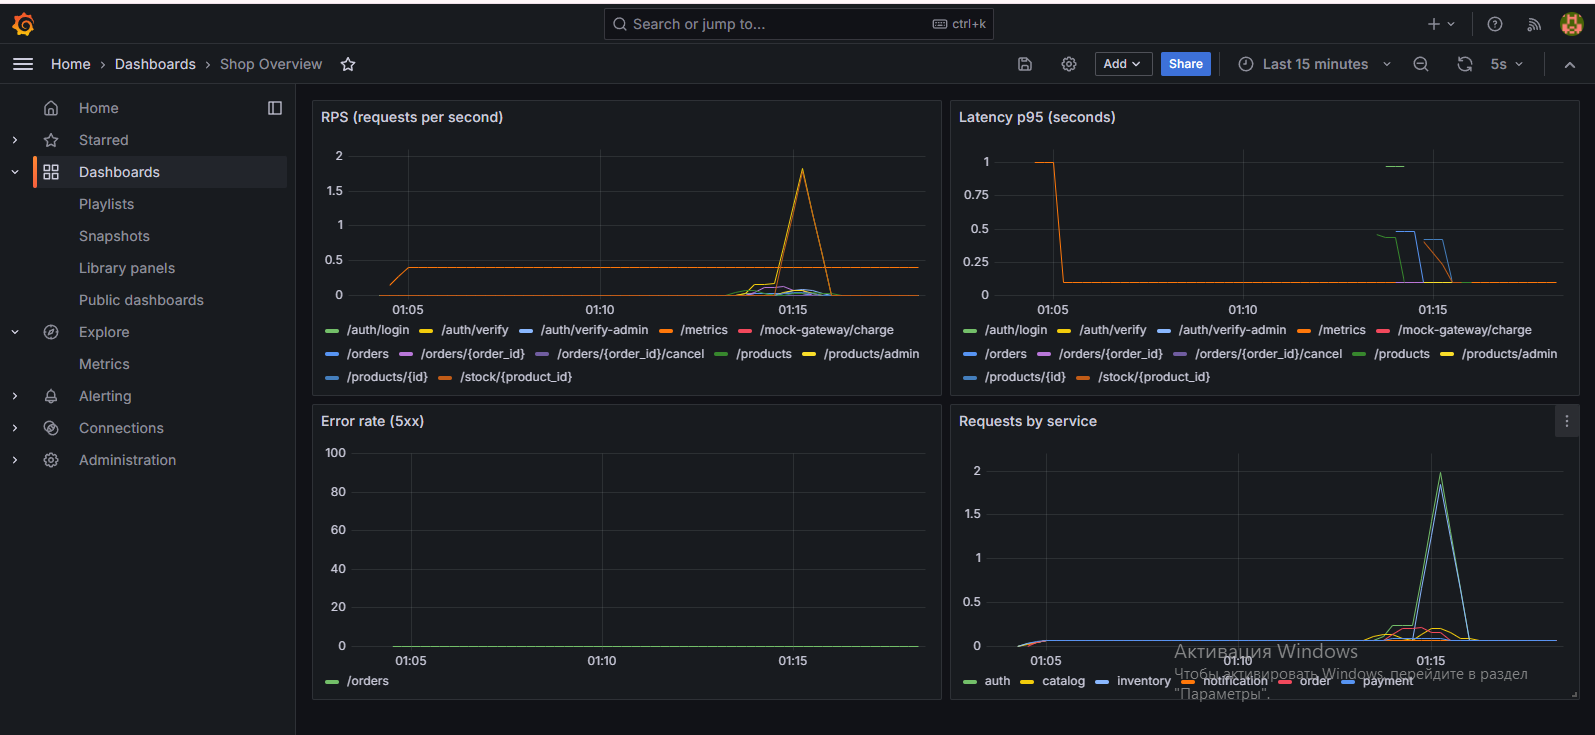 Search or jump to...
ctrl+k
Home › Dashboards › Shop Overview
Add
Share
Last 15 minutes
5s
Home
Starred
Dashboards
Playlists
Snapshots
Library panels
Public dashboards
Explore
Metrics
Alerting
Connections
Administration
RPS (requests per second)
2
1.5
1
0.5
0
01:05 01:10 01:15
/auth/login /auth/verify /auth/verify-admin /metrics /mock-gateway/charge
/orders /orders/{order_id} /orders/{order_id}/cancel /products /products/admin
/products/{id} /stock/{product_id}
Latency p95 (seconds)
1
0.75
0.5
0.25
0
01:05 01:10 01:15
/auth/login /auth/verify /auth/verify-admin /metrics /mock-gateway/charge
/orders /orders/{order_id} /orders/{order_id}/cancel /products /products/admin
/products/{id} /stock/{product_id}
Error rate (5xx)
100
80
60
40
20
0
01:05 01:10 01:15
/orders
Requests by service
2
1.5
1
0.5
0
01:05 01:10 01:15
auth catalog inventory notification order payment
Активация Windows
Чтобы активировать Windows, перейдите в раздел
"Параметры".